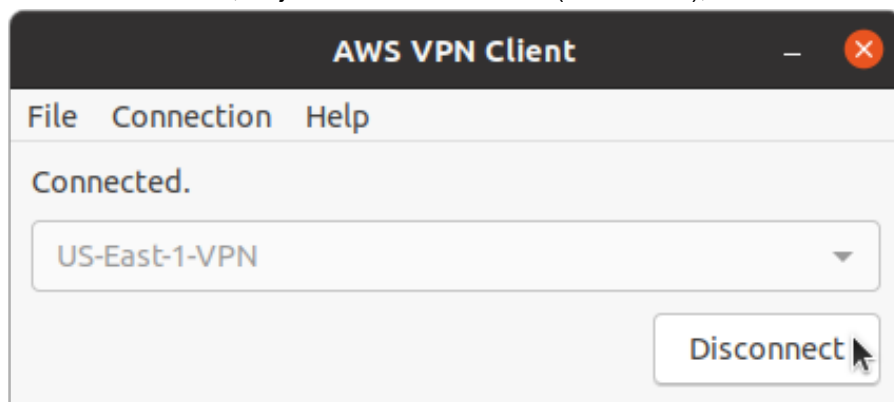 AWS VPN Client
File Connection Help
Connected.
US-East-1-VPN
Disconnect